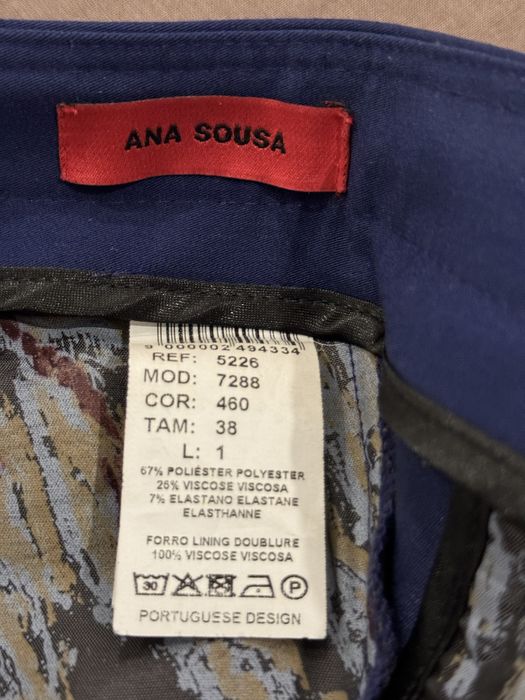 ANA SOUSA
9 000002 494334
REF: 5226
MOD: 7288
COR: 460
TAM: 38
L: 1
67% POLIÉSTER POLYESTER
26% VISCOSE VISCOSA
7% ELASTANO ELASTANE
ELASTHANNE
FORRO LINING DOUBLURE
100% VISCOSE VISCOSA
30
P
PORTUGUESE DESIGN